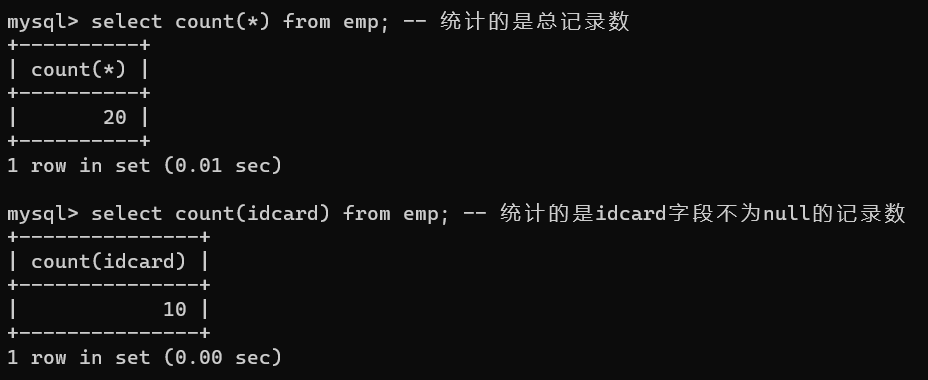 mysql> select count(*) from emp; -- 统计的是总记录数
+----------+
| count(*) |
+----------+
|       20 |
+----------+
1 row in set (0.01 sec)
mysql> select count(idcard) from emp; -- 统计的是idcard字段不为null的记录数
+---------------+
| count(idcard) |
+---------------+
|            10 |
+---------------+
1 row in set (0.00 sec)